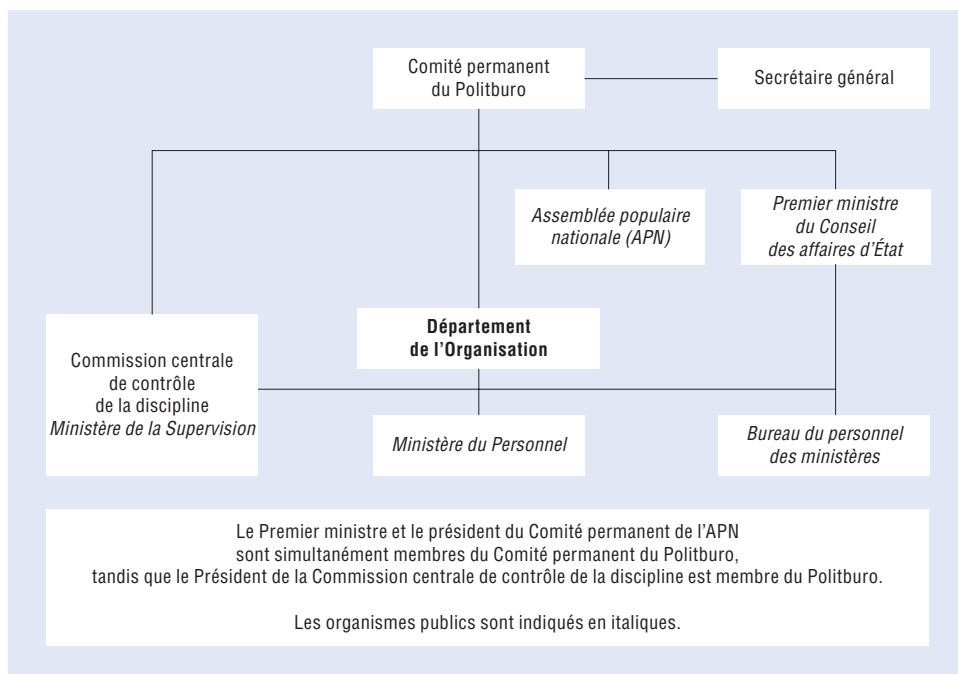 Comité permanent
du Politburo
Secrétaire général
Assemblée populaire
nationale (APN)
Premier ministre
du Conseil
des affaires d’État
Département
de l’Organisation
Commission centrale
de contrôle
de la discipline
Ministère de la Supervision
Ministère du Personnel
Bureau du personnel
des ministères
Le Premier ministre et le président du Comité permanent de l’APN
sont simultanément membres du Comité permanent du Politburo,
tandis que le Président de la Commission centrale de contrôle de la discipline est membre du Politburo.
Les organismes publics sont indiqués en italiques.